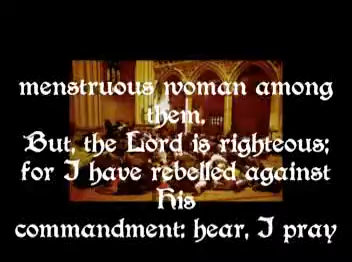 menstruous woman among
them.
But, the Lord is righteous;
for I have rebelled against
His
commandment: hear, I pray